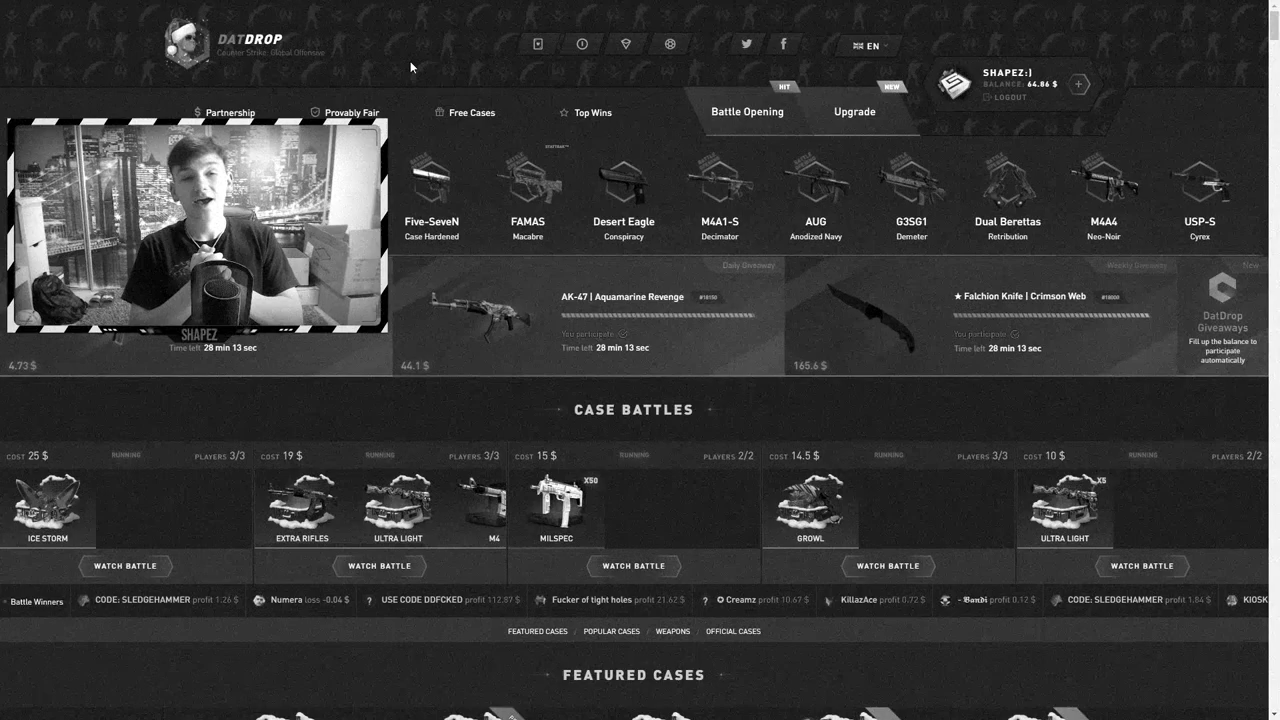 DATDROP
Counter Strike: Global Offensive
EN
SHAPEZ:)
BALANCE: 64.86 $
LOGOUT
HIT
NEW
Partnership
Provably Fair
Free Cases
Top Wins
Battle Opening
Upgrade
STATTRAK™
Five-SeveN
Case Hardened
FAMAS
Macabre
Desert Eagle
Conspiracy
M4A1-S
Decimator
AUG
Anodized Navy
G3SG1
Demeter
Dual Berettas
Retribution
M4A4
Neo-Noir
USP-S
Cyrex
SHAPEZ
Time left 28 min 13 sec
4.73 $
Daily Giveaway
AK-47 | Aquamarine Revenge
#18150
You participate
Time left 28 min 13 sec
44.1 $
Weekly Giveaway
★ Falchion Knife | Crimson Web
#18000
You participate
Time left 28 min 13 sec
165.6 $
New
DatDrop
Giveaways
Fill up the balance to
participate
automatically
CASE BATTLES
COST 25 $ RUNNING PLAYERS 3/3
ICE STORM
WATCH BATTLE
COST 19 $ RUNNING PLAYERS 3/3
EXTRA RIFLES
ULTRA LIGHT
M4
WATCH BATTLE
COST 15 $ RUNNING PLAYERS 2/2
X50
MILSPEC
WATCH BATTLE
COST 14.5 $ RUNNING PLAYERS 3/3
GROWL
WATCH BATTLE
COST 10 $ RUNNING PLAYERS 2/2
X5
ULTRA LIGHT
WATCH BATTLE
Battle Winners
CODE: SLEDGEHAMMER profit 1.26 $
Numera loss -0.04 $
USE CODE DDFCKED profit 112.87 $
Fucker of tight holes profit 21.62 $
✪ Creamz profit 10.67 $
KillazAce profit 0.72 $
- 𝕭𝖆𝖓𝖉𝖎 profit 0.12 $
CODE: SLEDGEHAMMER profit 1.84 $
KIOSK
FEATURED CASES / POPULAR CASES / WEAPONS / OFFICIAL CASES
FEATURED CASES